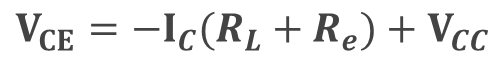 V_CE = −I_C(R_L + R_e) + V_CC